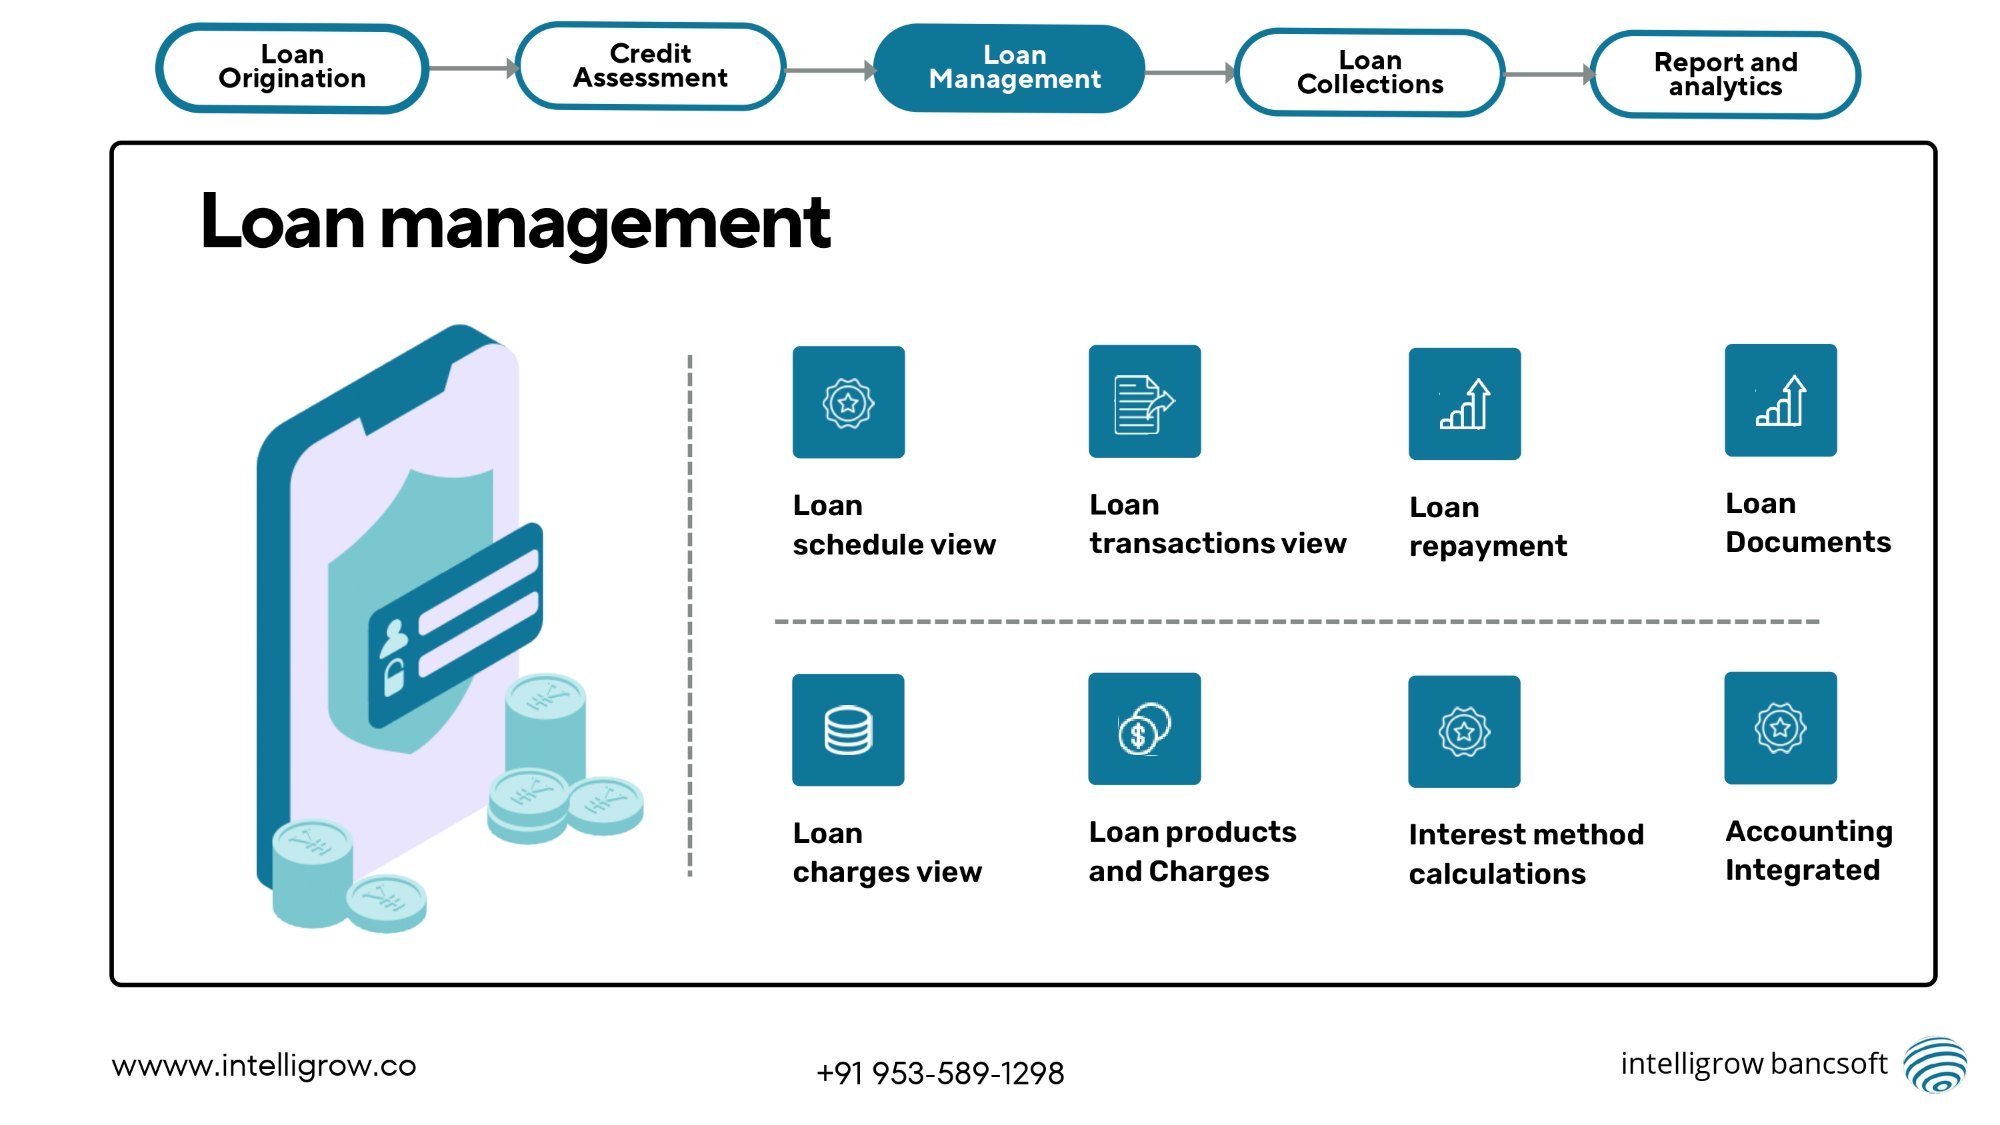 Loan
Origination
Credit
Assessment
Loan
Management
Loan
Collections
Report and
analytics
Loan management
Loan
schedule view
Loan
transactions view
Loan
repayment
Loan
Documents
$
Loan
charges view
Loan products
and Charges
Interest method
calculations
Accounting
Integrated
wwww.intelligrow.co
+91 953-589-1298
intelligrow bancsoft